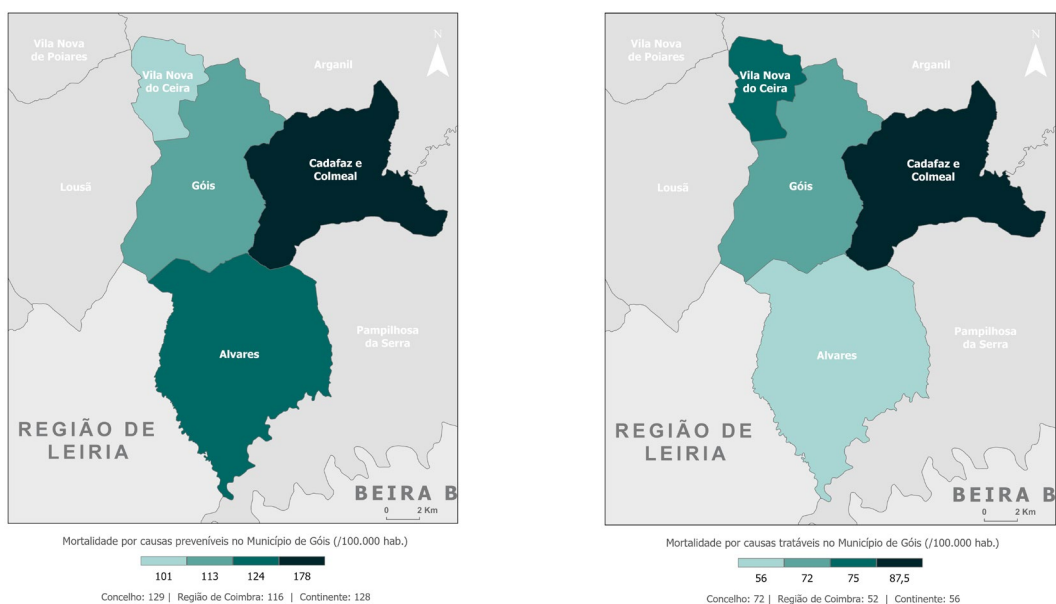 Vila Nova
de Poiares
N
Vila Nova
do Ceira
Arganil
Cadafaz e
Colmeal
Lousã
Góis
Pampilhosa
da Serra
Alvares
REGIÃO DE
LEIRIA
BEIRA B
0 2 Km
Mortalidade por causas preveníveis no Município de Góis (/100.000 hab.)
101 113 124 178
Concelho: 129 | Região de Coimbra: 116 | Continente: 128
Vila Nova
de Poiares
N
Vila Nova
do Ceira
Arganil
Cadafaz e
Colmeal
Lousã
Góis
Pampilhosa
da Serra
Alvares
REGIÃO DE
LEIRIA
BEIRA B
0 2 Km
Mortalidade por causas tratáveis no Município de Góis (/100.000 hab.)
56 72 75 87,5
Concelho: 72 | Região de Coimbra: 52 | Continente: 56